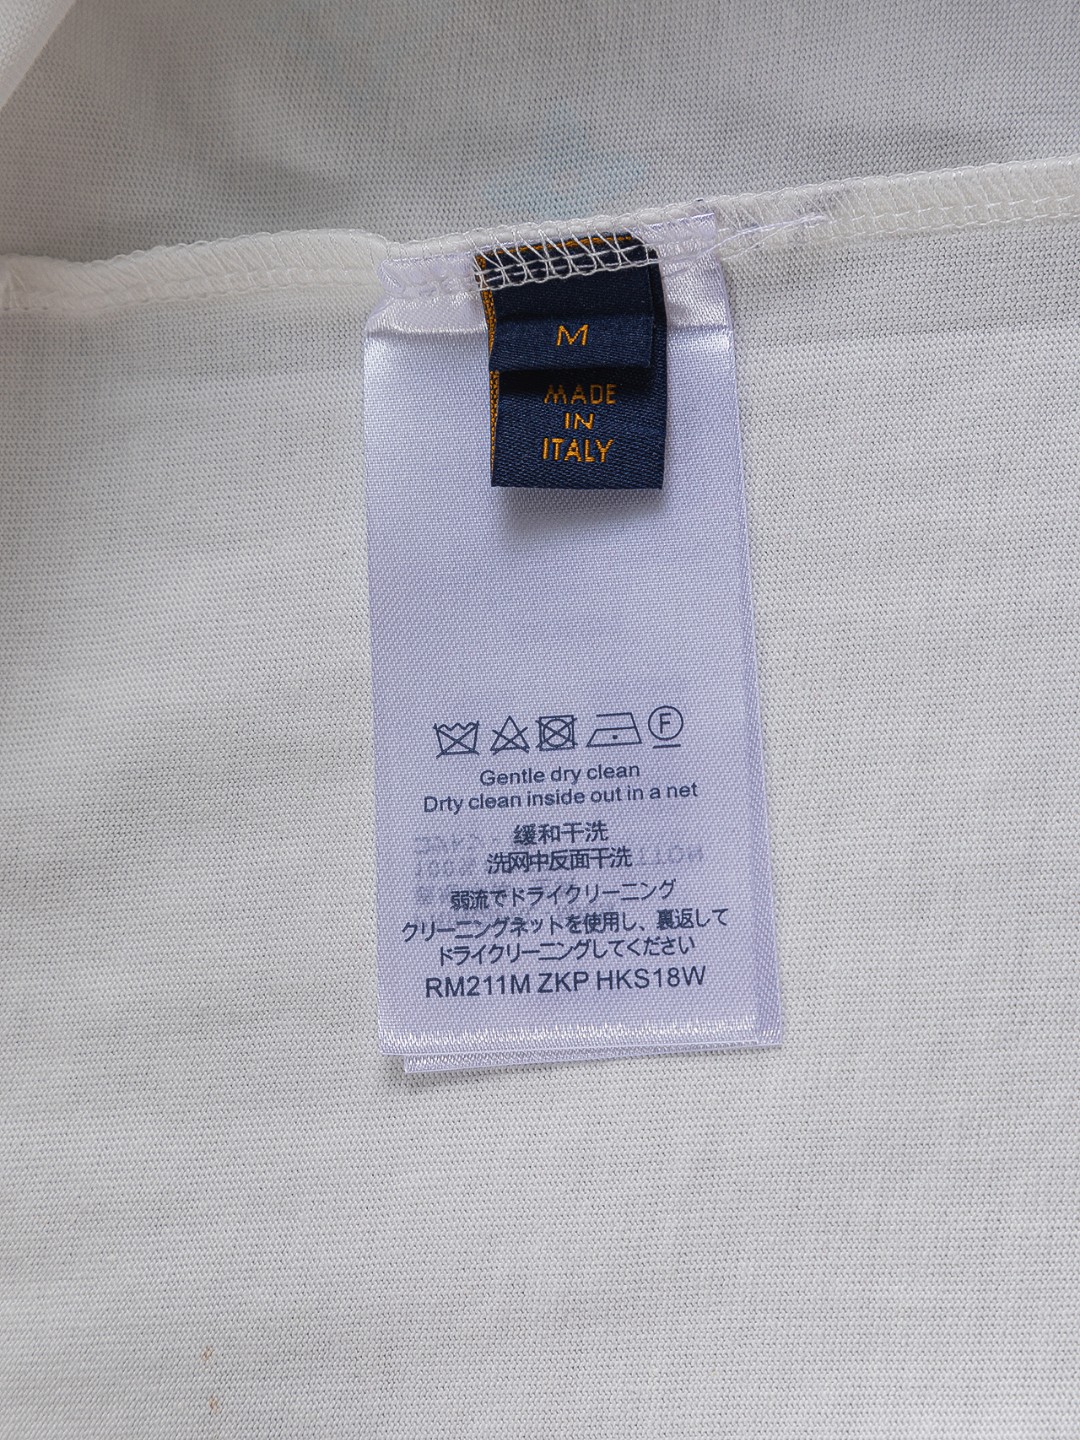 M
MADE
IN
ITALY
F
Gentle dry clean
Drty clean inside out in a net
缓和干洗
洗网中反面干洗
弱流でドライクリーニング
クリーニングネットを使用し、裏返して
ドライクリーニングしてください
RM211M ZKP HKS18W